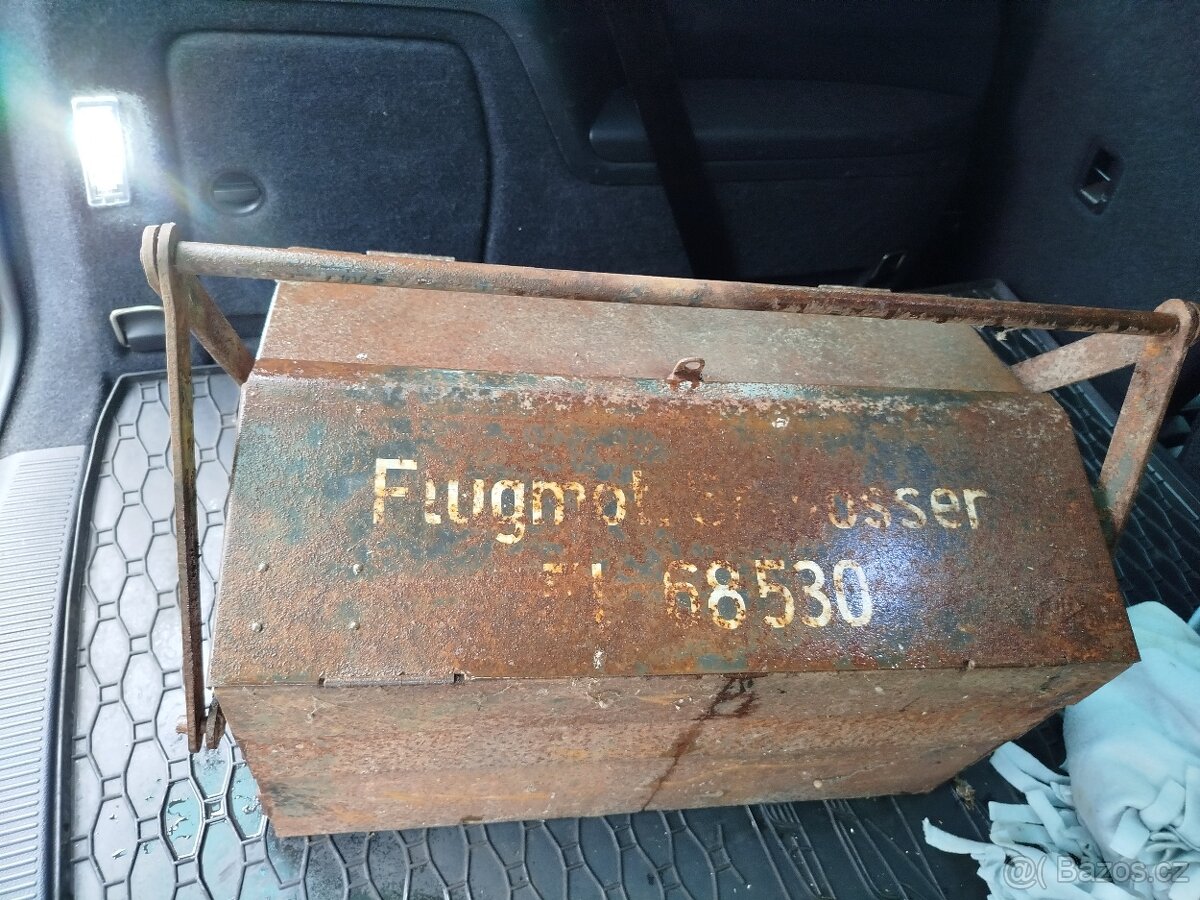 Flugmot
osser
68530
@( Bazos.cz